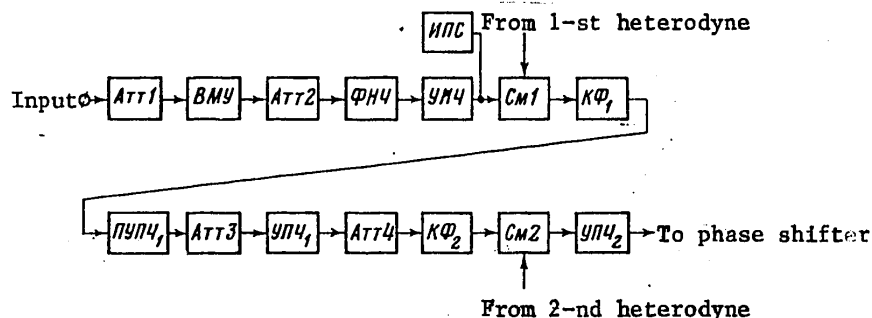 ИПС From 1-st heterodyne
Input АТТ1 ВМУ АТТ2 ФНЧ УНЧ См1 КФ₁
ПУПЧ₁ АТТ3 УПЧ₁ АТТ4 КФ₂ См2 УПЧ₂ To phase shifter
From 2-nd heterodyne